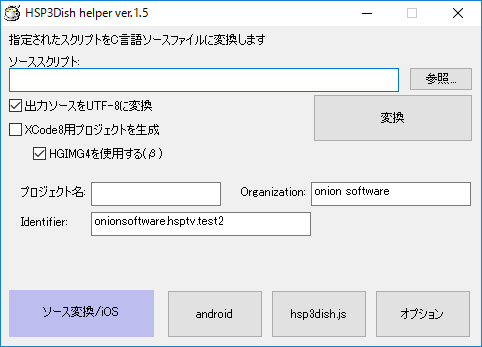 HSP3Dish helper ver.1.5
指定されたスクリプトをC言語ソースファイルに変換します
ソーススクリプト:
参照...
出力ソースをUTF-8に変換
変換
XCode8用プロジェクトを生成
HGIMG4を使用する(β)
プロジェクト名:
Organization: onion software
Identifier: onionsoftware.hsptv.test2
ソース変換/iOS android hsp3dish.js オプション